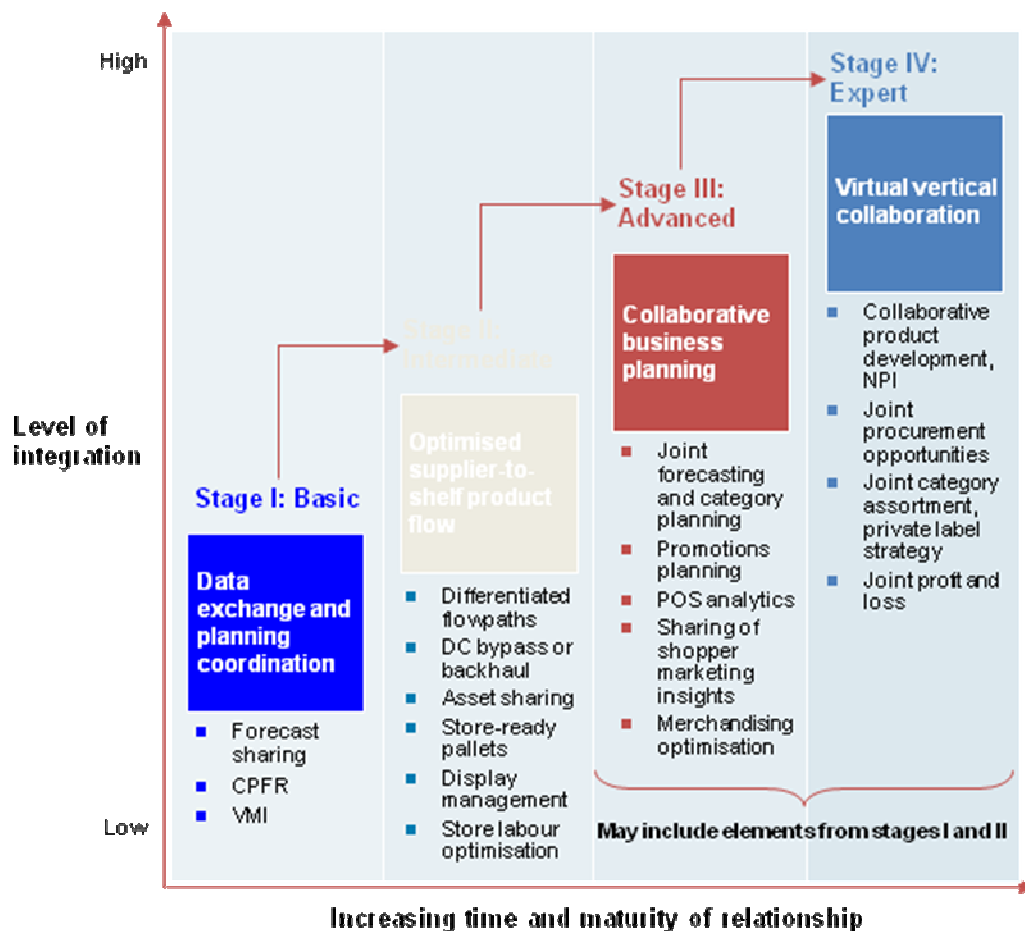 High
Level of
integration
Low
Stage I: Basic
Data
exchange and
planning
coordination
Forecast
sharing
CPFR
VMI
Stage II:
Intermediate
Optimised
supplier-to-
shelf product
flow
Differentiated
flowpaths
DC bypass or
backhaul
Asset sharing
Store-ready
pallets
Display
management
Store labour
optimisation
Stage III:
Advanced
Collaborative
business
planning
Joint
forecasting
and category
planning
Promotions
planning
POS analytics
Sharing of
shopper
marketing
insights
Merchandising
optimisation
Stage IV:
Expert
Virtual vertical
collaboration
Collaborative
product
development,
NPI
Joint
procurement
opportunities
Joint category
assortment,
private label
strategy
Joint proft and
loss
May include elements from stages I and II
Increasing time and maturity of relationship